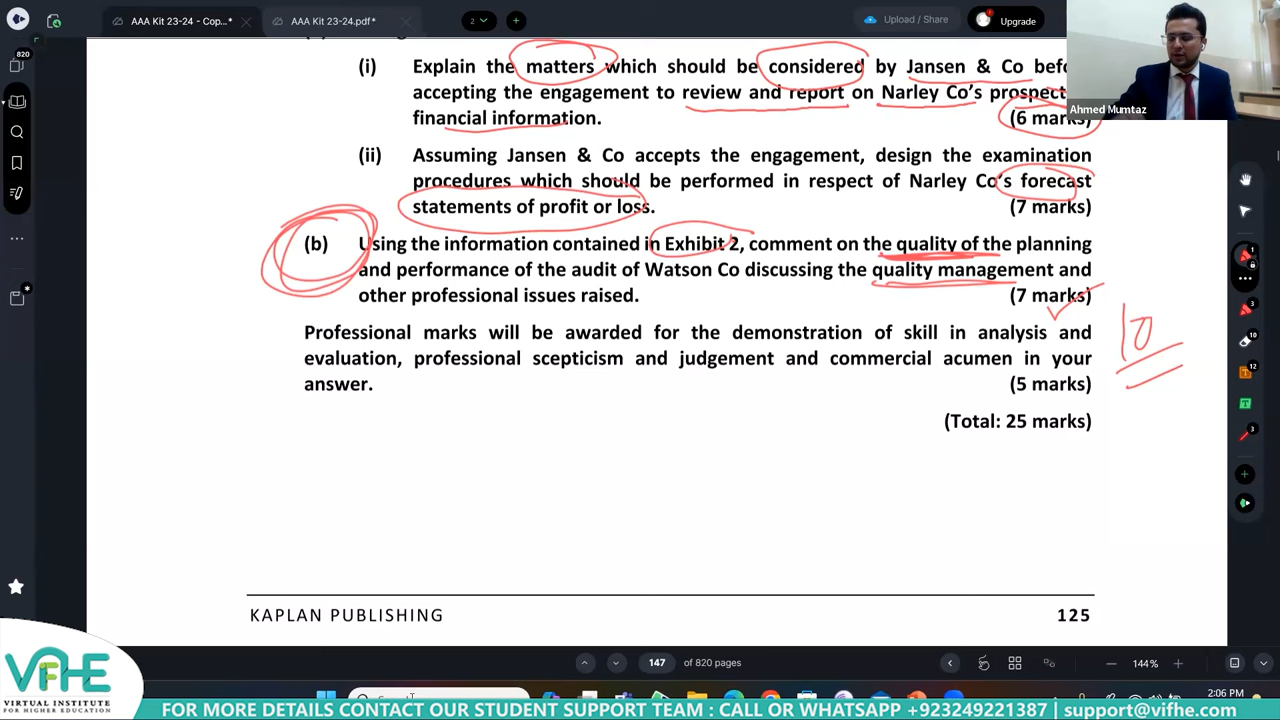 AAA Kit 23-24 - Cop...*
AAA Kit 23-24.pdf*
2
Upload / Share
Upgrade
820
(i) Explain the matters which should be considered by Jansen & Co befo
accepting the engagement to review and report on Narley Co's prospect
financial information. (6 marks)
Ahmed Mumtaz
(ii) Assuming Jansen & Co accepts the engagement, design the examination
procedures which should be performed in respect of Narley Co's forecast
statements of profit or loss. (7 marks)
(b) Using the information contained in Exhibit 2, comment on the quality of the planning
and performance of the audit of Watson Co discussing the quality management and
other professional issues raised. (7 marks)
Professional marks will be awarded for the demonstration of skill in analysis and
evaluation, professional scepticism and judgement and commercial acumen in your
answer. (5 marks)
10
(Total: 25 marks)
KAPLAN PUBLISHING 125
147 of 820 pages
144%
1
3
10
12
3
2:06 PM
VIFHE
VIRTUAL INSTITUTE
FOR HIGHER EDUCATION
FOR MORE DETAILS CONTACT OUR STUDENT SUPPORT TEAM : CALL OR WHATSAPP +923249221387 | support@vifhe.com